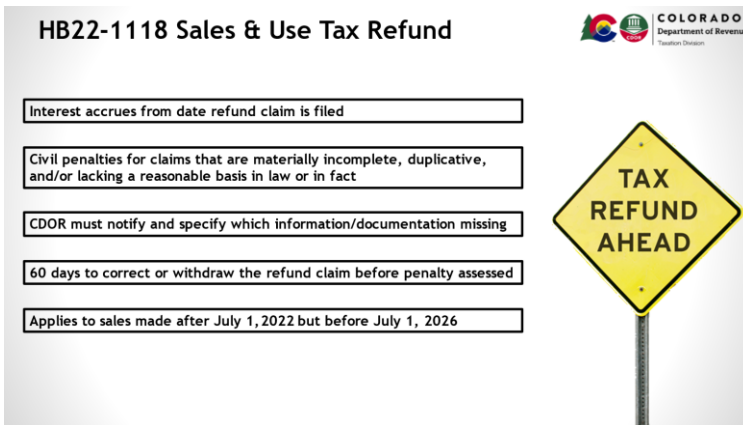 HB22-1118 Sales & Use Tax Refund
COLORADO
Department of Revenu
Taxation Division
CDOR
Interest accrues from date refund claim is filed
Civil penalties for claims that are materially incomplete, duplicative,
and/or lacking a reasonable basis in law or in fact
CDOR must notify and specify which information/documentation missing
60 days to correct or withdraw the refund claim before penalty assessed
Applies to sales made after July 1, 2022 but before July 1, 2026
TAX
REFUND
AHEAD